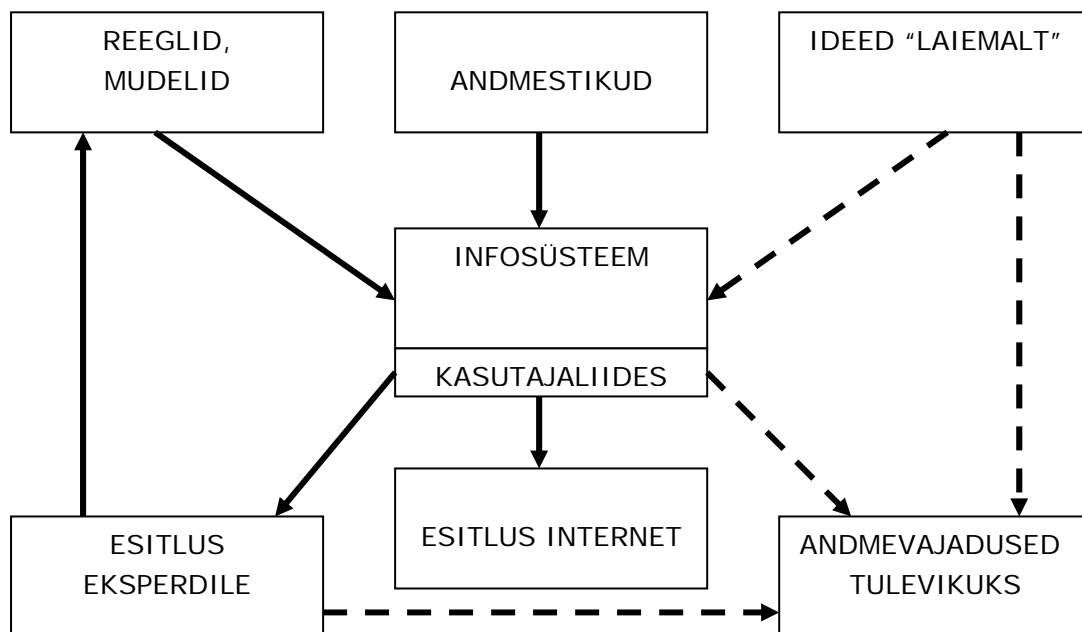 REEGLID,
MUDELID
ANDMESTIKUD
IDEED “LAIEMALT”
INFOSÜSTEEM
KASUTAJALIIDES
ESITLUS INTERNET
ESITLUS
EKSPERDILE
ANDMEVAJADUSED
TULEVIKUKS